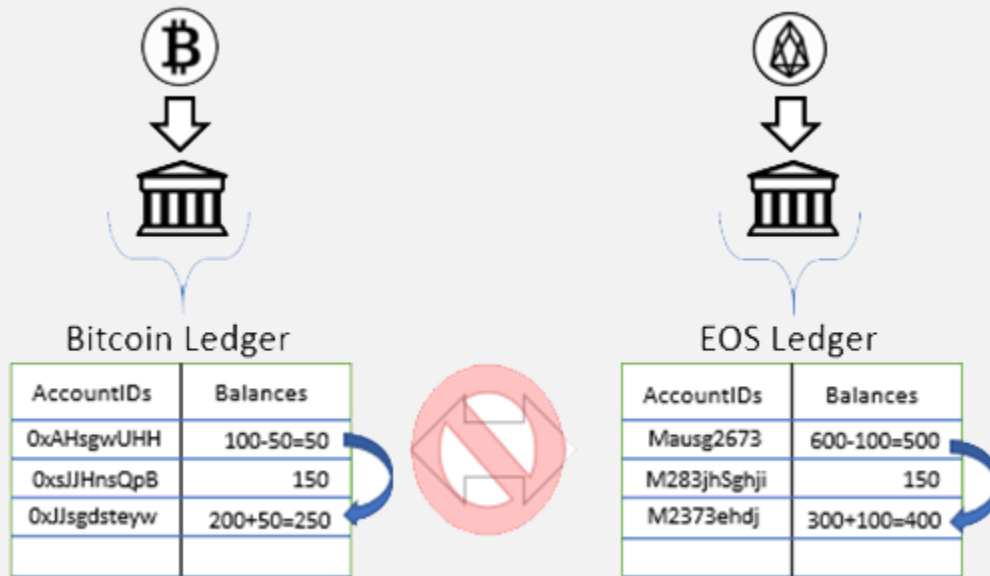 Bitcoin Ledger
AccountIDs Balances
0xAHsgwUHH 100-50=50
0xsJJHnsQpB 150
0xJJsgdsteyw 200+50=250
EOS Ledger
AccountIDs Balances
Mausg2673 600-100=500
M283jhSghji 150
M2373ehdj 300+100=400